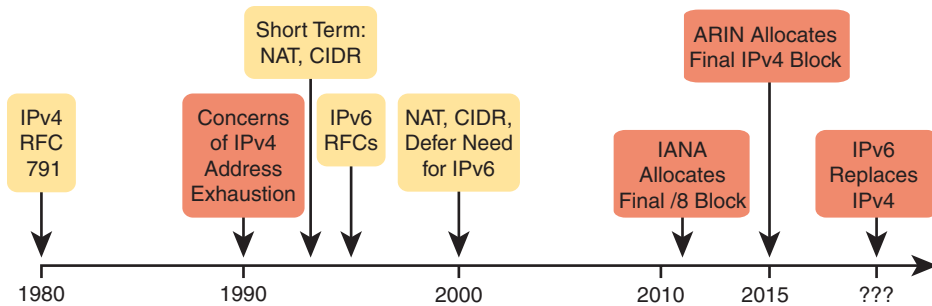 Short Term:
NAT, CIDR
ARIN Allocates
Final IPv4 Block
IPv4
RFC
791
Concerns
of IPv4
Address
Exhaustion
IPv6
RFCs
NAT, CIDR,
Defer Need
for IPv6
IANA
Allocates
Final /8 Block
IPv6
Replaces
IPv4
1980
1990
2000
2010
2015
???